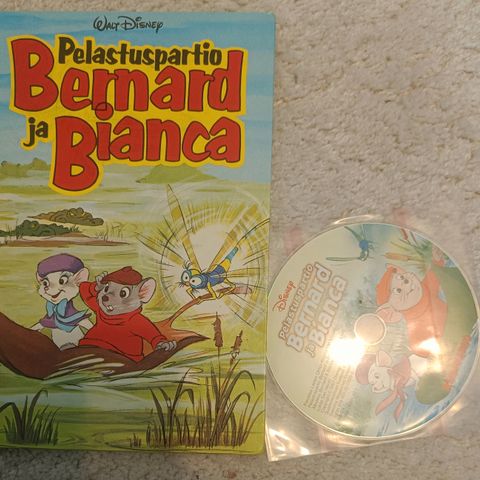 WALT DISNEY
Pelastuspartio
Bernard
ja Bianca
Disney
Pelastuspartio
Bernard
ja Bianca